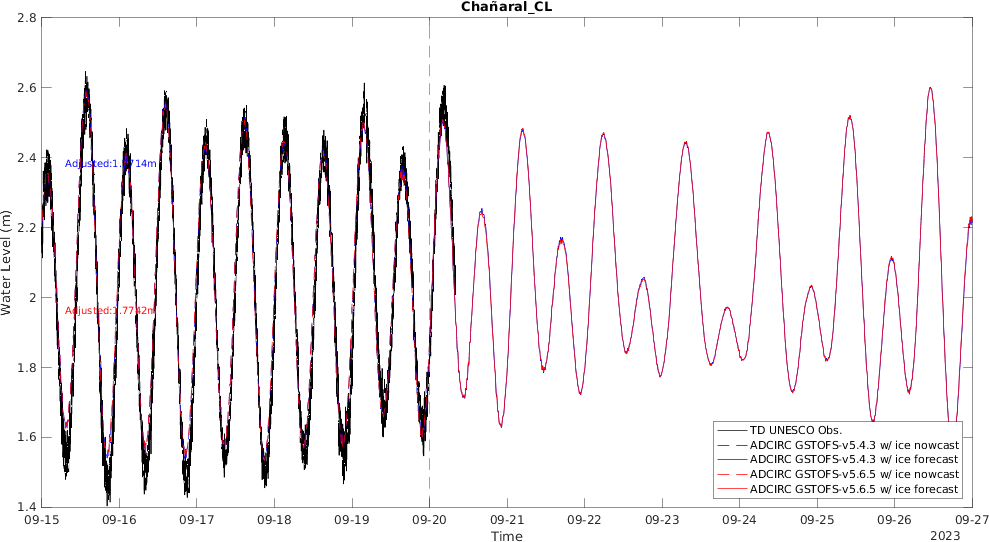 Chañaral_CL
2.8
2.6
2.4
2.2
2
1.8
1.6
1.4
Water Level (m)
Adjusted:1.7742m
09-15
09-16
09-17
09-18
09-19
09-20
09-21
09-22
09-23
09-24
09-25
09-26
09-27
Time
2023
TD UNESCO Obs.
ADCIRC GSTOFS-v5.4.3 w/ ice nowcast
ADCIRC GSTOFS-v5.4.3 w/ ice forecast
ADCIRC GSTOFS-v5.6.5 w/ ice nowcast
ADCIRC GSTOFS-v5.6.5 w/ ice forecast